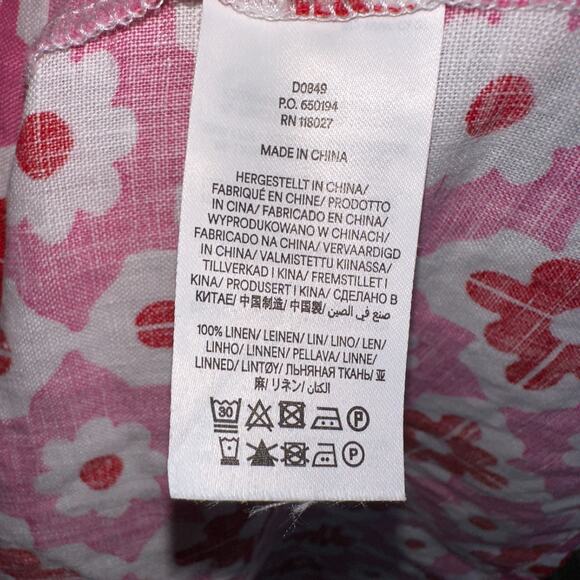 D0849
P.O. 650194
RN 118027
MADE IN CHINA
HERGESTELLT IN CHINA/
FABRIQUÉ EN CHINE/ PRODOTTO
IN CINA/ FABRICADO EN CHINA/
WYPRODUKOWANO W CHINACH/
FABRICADO NA CHINA/ VERVAARDIGD
IN CHINA/ VALMISTETTU KIINASSA/
TILLVERKAD I KINA/ FREMSTILLET I
KINA/ PRODUSERT I KINA/ СДЕЛАНО В
КИТАЕ/ 中国制造/ 中国製/ صنع في الصين
100% LINEN/ LEINEN/ LIN/ LINO/ LEN/
LINHO/ LINNEN/ PELLAVA/ LINNE/
LINNED/ LINTØY/ ЛЬНЯНАЯ ТКАНЬ/ 亚
麻/ リネン/ الكتان
30 P
P